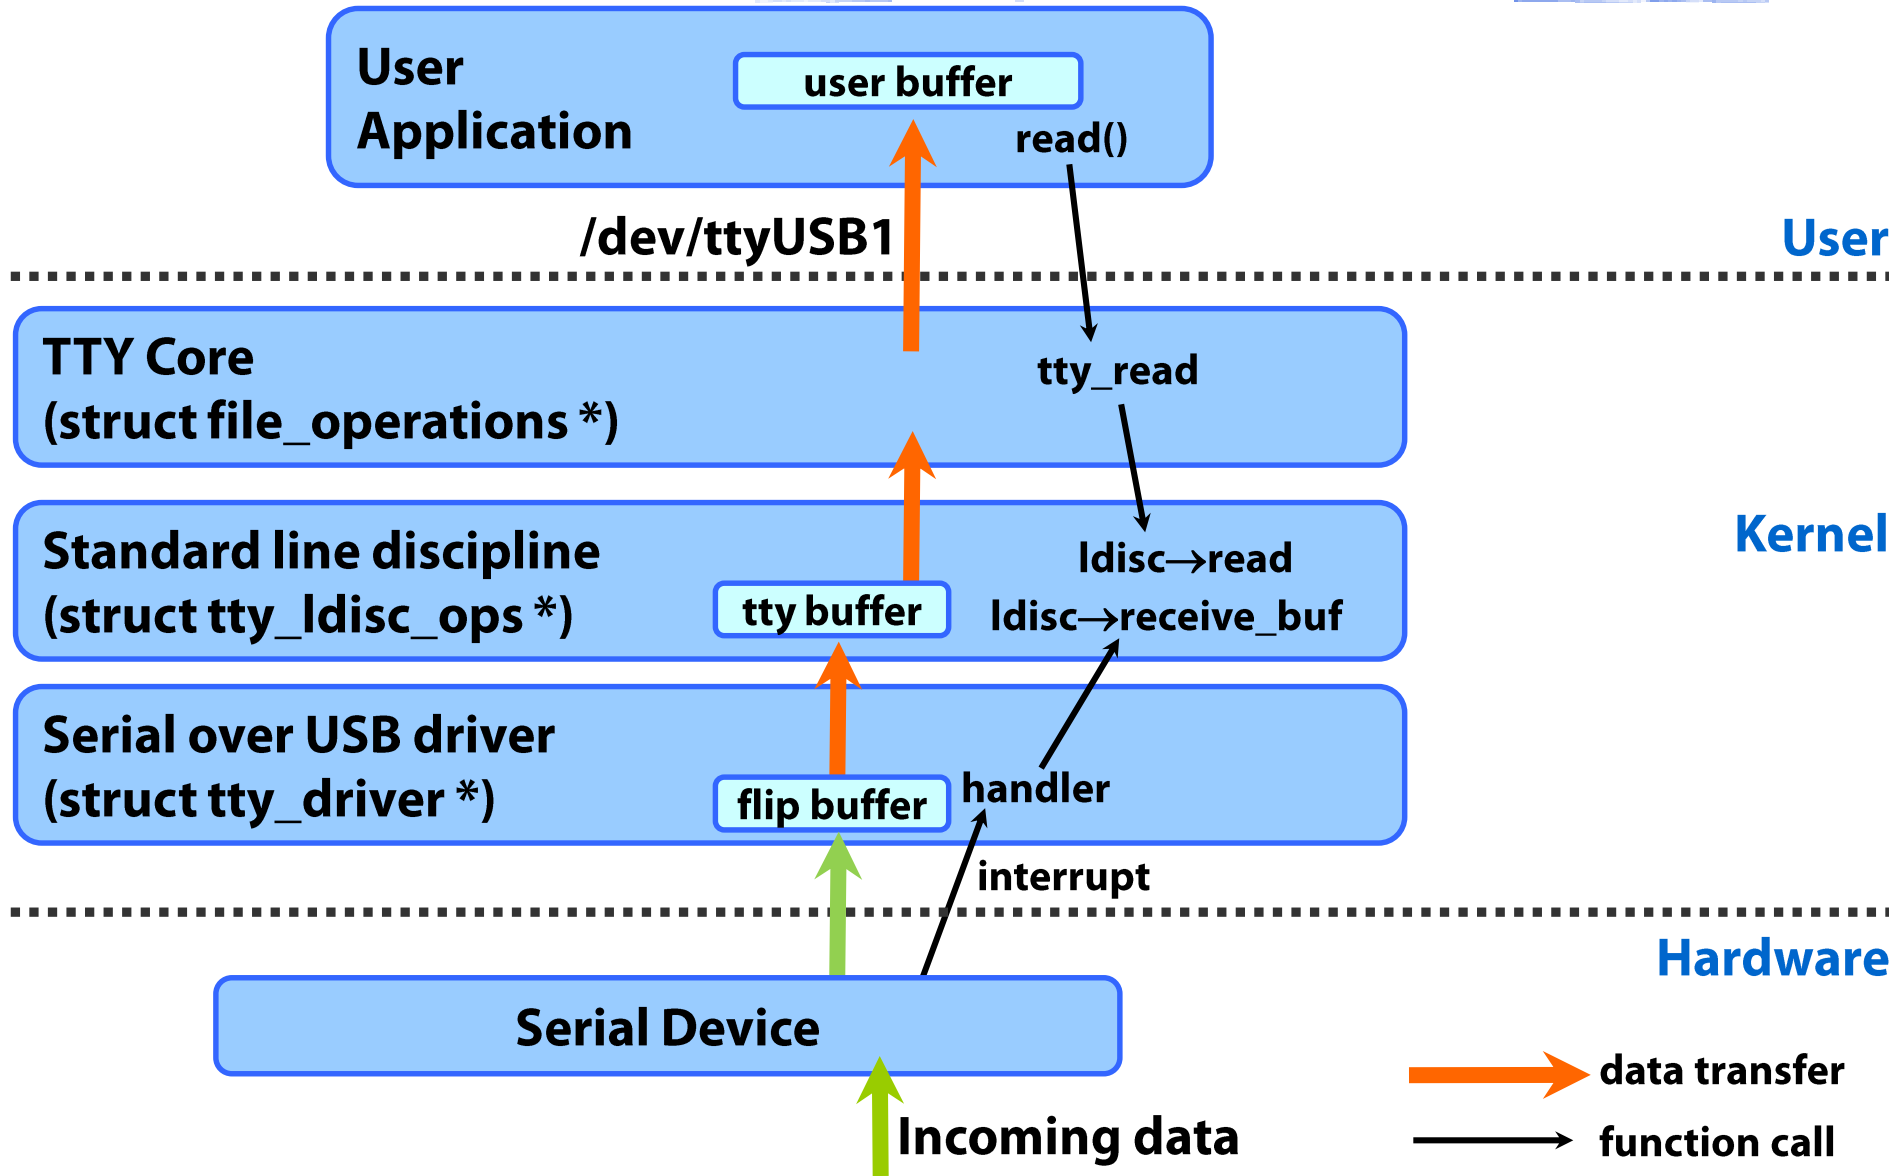 User
Application
user buffer
read()
/dev/ttyUSB1
User
TTY Core
(struct file_operations *)
tty_read
Standard line discipline
(struct tty_ldisc_ops *)
tty buffer
ldisc→read
ldisc→receive_buf
Kernel
Serial over USB driver
(struct tty_driver *)
flip buffer
handler
interrupt
Hardware
Serial Device
Incoming data
data transfer
function call